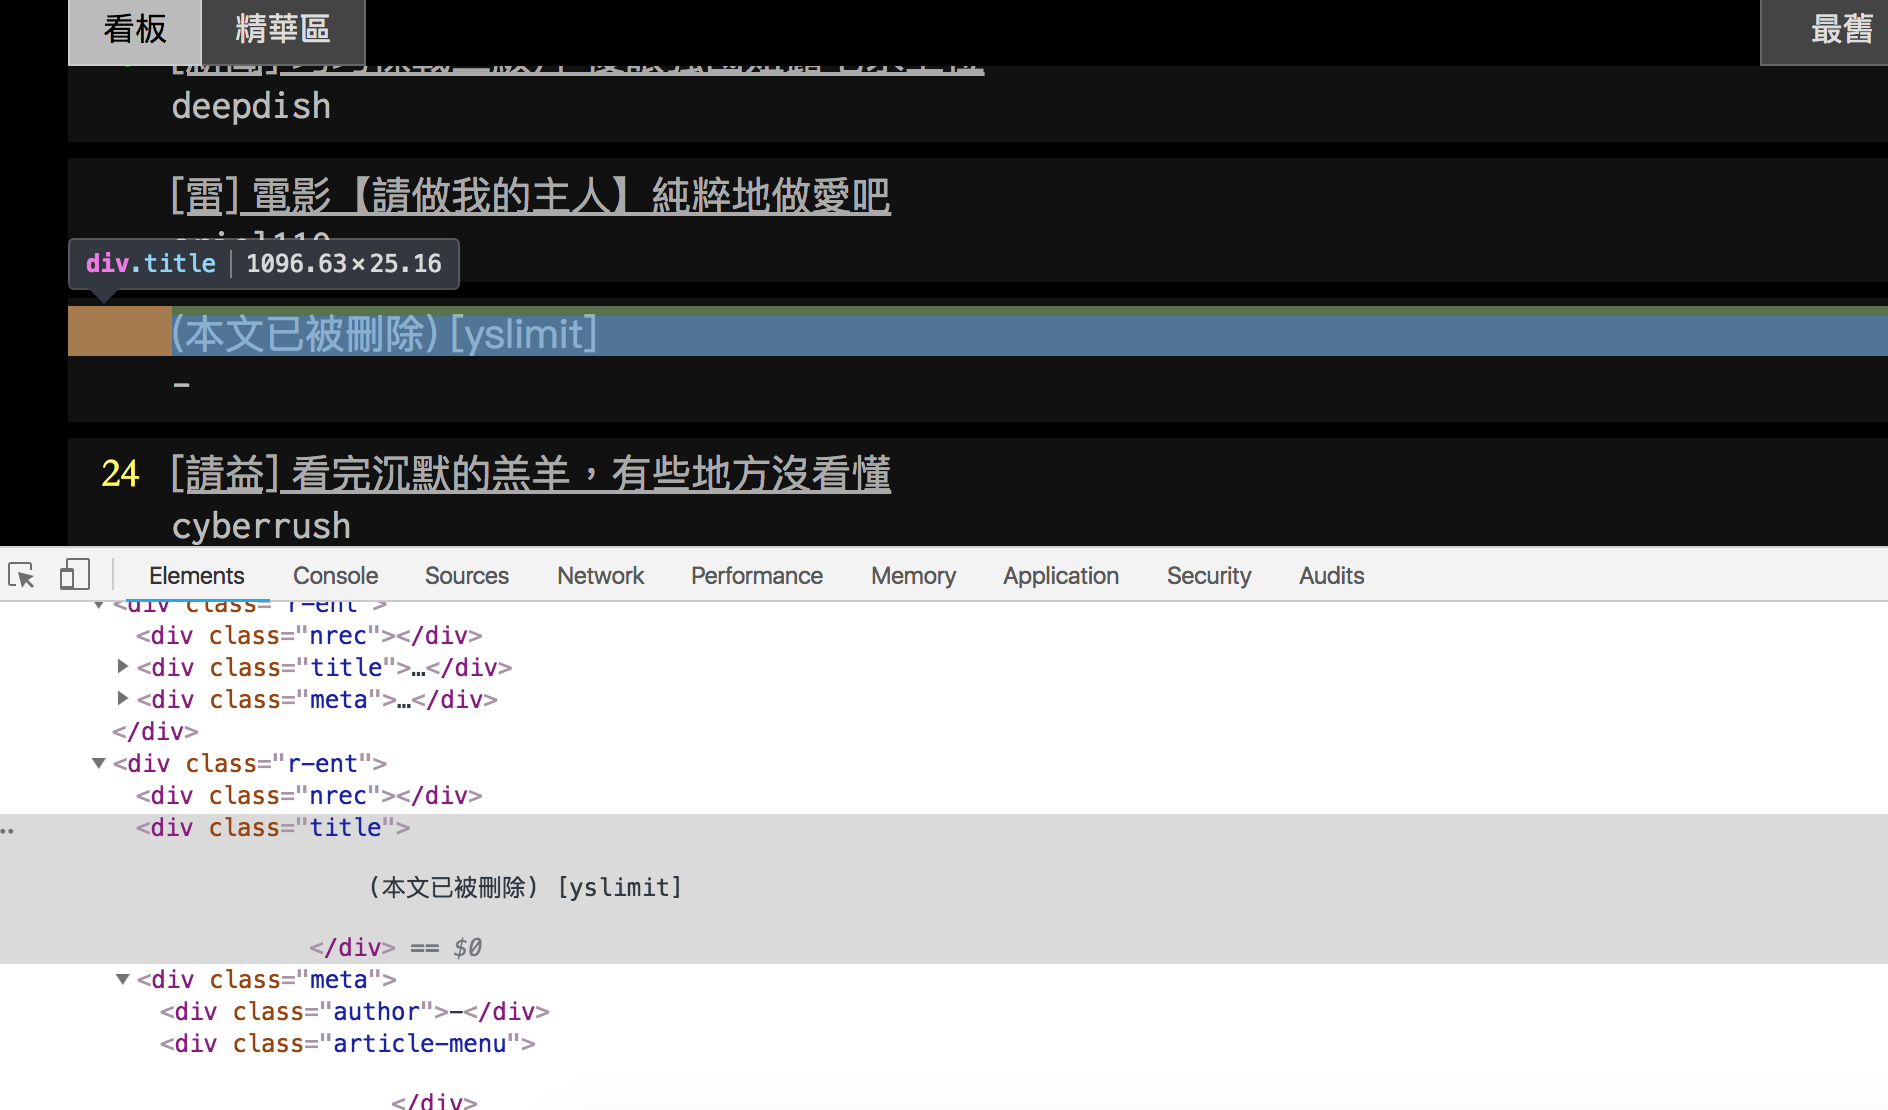 看板 精華區 最舊
deepdish
[雷] 電影【請做我的主人】純粹地做愛吧
div.title 1096.63×25.16
(本文已被刪除) [yslimit]
-
24 [請益] 看完沉默的羔羊，有些地方沒看懂
cyberrush
Elements Console Sources Network Performance Memory Application Security Audits
<div class="r-ent">
<div class="nrec"></div>
<div class="title">…</div>
<div class="meta">…</div>
</div>
<div class="r-ent">
<div class="nrec"></div>
<div class="title">
(本文已被刪除) [yslimit]
</div> == $0
<div class="meta">
<div class="author">-</div>
<div class="article-menu">
</div>